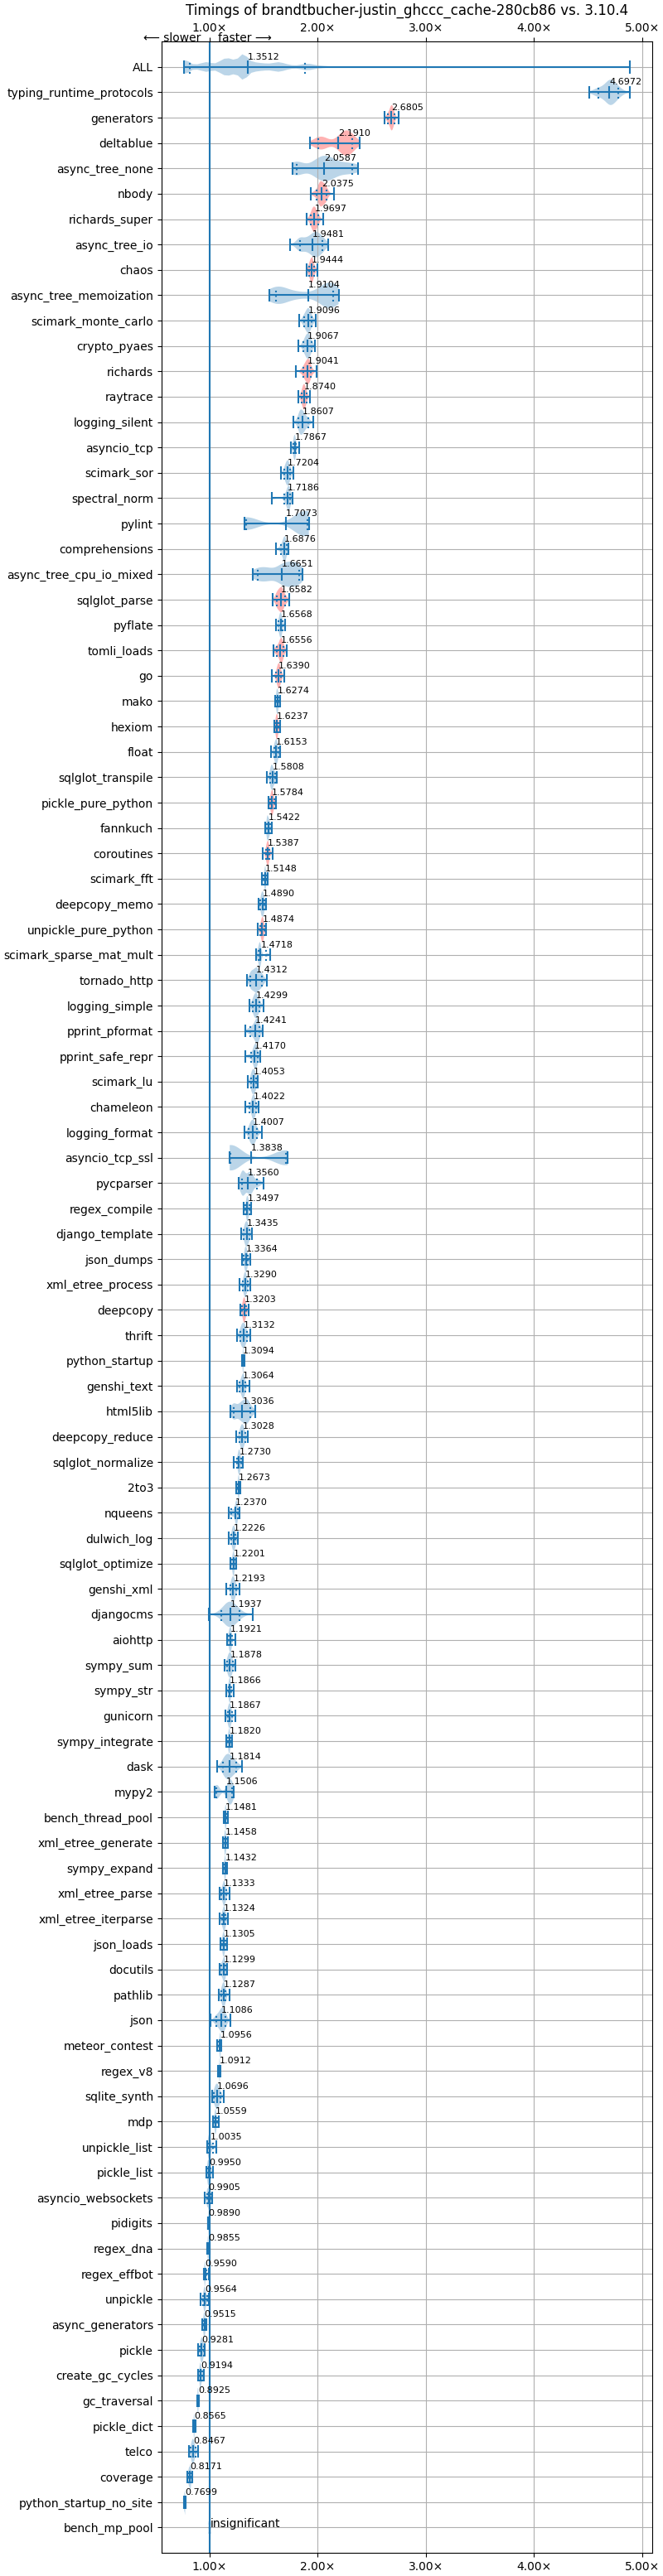 Timings of brandtbucher-justin_ghccc_cache-280cb86 vs. 3.10.4
1.00× 2.00× 3.00× 4.00× 5.00×
⟵ slower faster ⟶
ALL 1.3512
typing_runtime_protocols 4.6972
generators 2.6805
deltablue 2.1910
async_tree_none 2.0587
nbody 2.0375
richards_super 1.9697
async_tree_io 1.9481
chaos 1.9444
async_tree_memoization 1.9104
scimark_monte_carlo 1.9096
crypto_pyaes 1.9067
richards 1.9041
raytrace 1.8740
logging_silent 1.8607
asyncio_tcp 1.7867
scimark_sor 1.7204
spectral_norm 1.7186
pylint 1.7073
comprehensions 1.6876
async_tree_cpu_io_mixed 1.6651
sqlglot_parse 1.6582
pyflate 1.6568
tomli_loads 1.6556
go 1.6390
mako 1.6274
hexiom 1.6237
float 1.6153
sqlglot_transpile 1.5808
pickle_pure_python 1.5784
fannkuch 1.5422
coroutines 1.5387
scimark_fft 1.5148
deepcopy_memo 1.4890
unpickle_pure_python 1.4874
scimark_sparse_mat_mult 1.4718
tornado_http 1.4312
logging_simple 1.4299
pprint_pformat 1.4241
pprint_safe_repr 1.4170
scimark_lu 1.4053
chameleon 1.4022
logging_format 1.4007
asyncio_tcp_ssl 1.3838
pycparser 1.3560
regex_compile 1.3497
django_template 1.3435
json_dumps 1.3364
xml_etree_process 1.3290
deepcopy 1.3203
thrift 1.3132
python_startup 1.3094
genshi_text 1.3064
html5lib 1.3036
deepcopy_reduce 1.3028
sqlglot_normalize 1.2730
2to3 1.2673
nqueens 1.2370
dulwich_log 1.2226
sqlglot_optimize 1.2201
genshi_xml 1.2193
djangocms 1.1937
aiohttp 1.1921
sympy_sum 1.1878
sympy_str 1.1866
gunicorn 1.1867
sympy_integrate 1.1820
dask 1.1814
mypy2 1.1506
bench_thread_pool 1.1481
xml_etree_generate 1.1458
sympy_expand 1.1432
xml_etree_parse 1.1333
xml_etree_iterparse 1.1324
json_loads 1.1305
docutils 1.1299
pathlib 1.1287
json 1.1086
meteor_contest 1.0956
regex_v8 1.0912
sqlite_synth 1.0696
mdp 1.0559
unpickle_list 1.0035
pickle_list 0.9950
asyncio_websockets 0.9905
pidigits 0.9890
regex_dna 0.9855
regex_effbot 0.9590
unpickle 0.9564
async_generators 0.9515
pickle 0.9281
create_gc_cycles 0.9194
gc_traversal 0.8925
pickle_dict 0.8565
telco 0.8467
coverage 0.8171
python_startup_no_site 0.7699
bench_mp_pool insignificant
1.00× 2.00× 3.00× 4.00× 5.00×